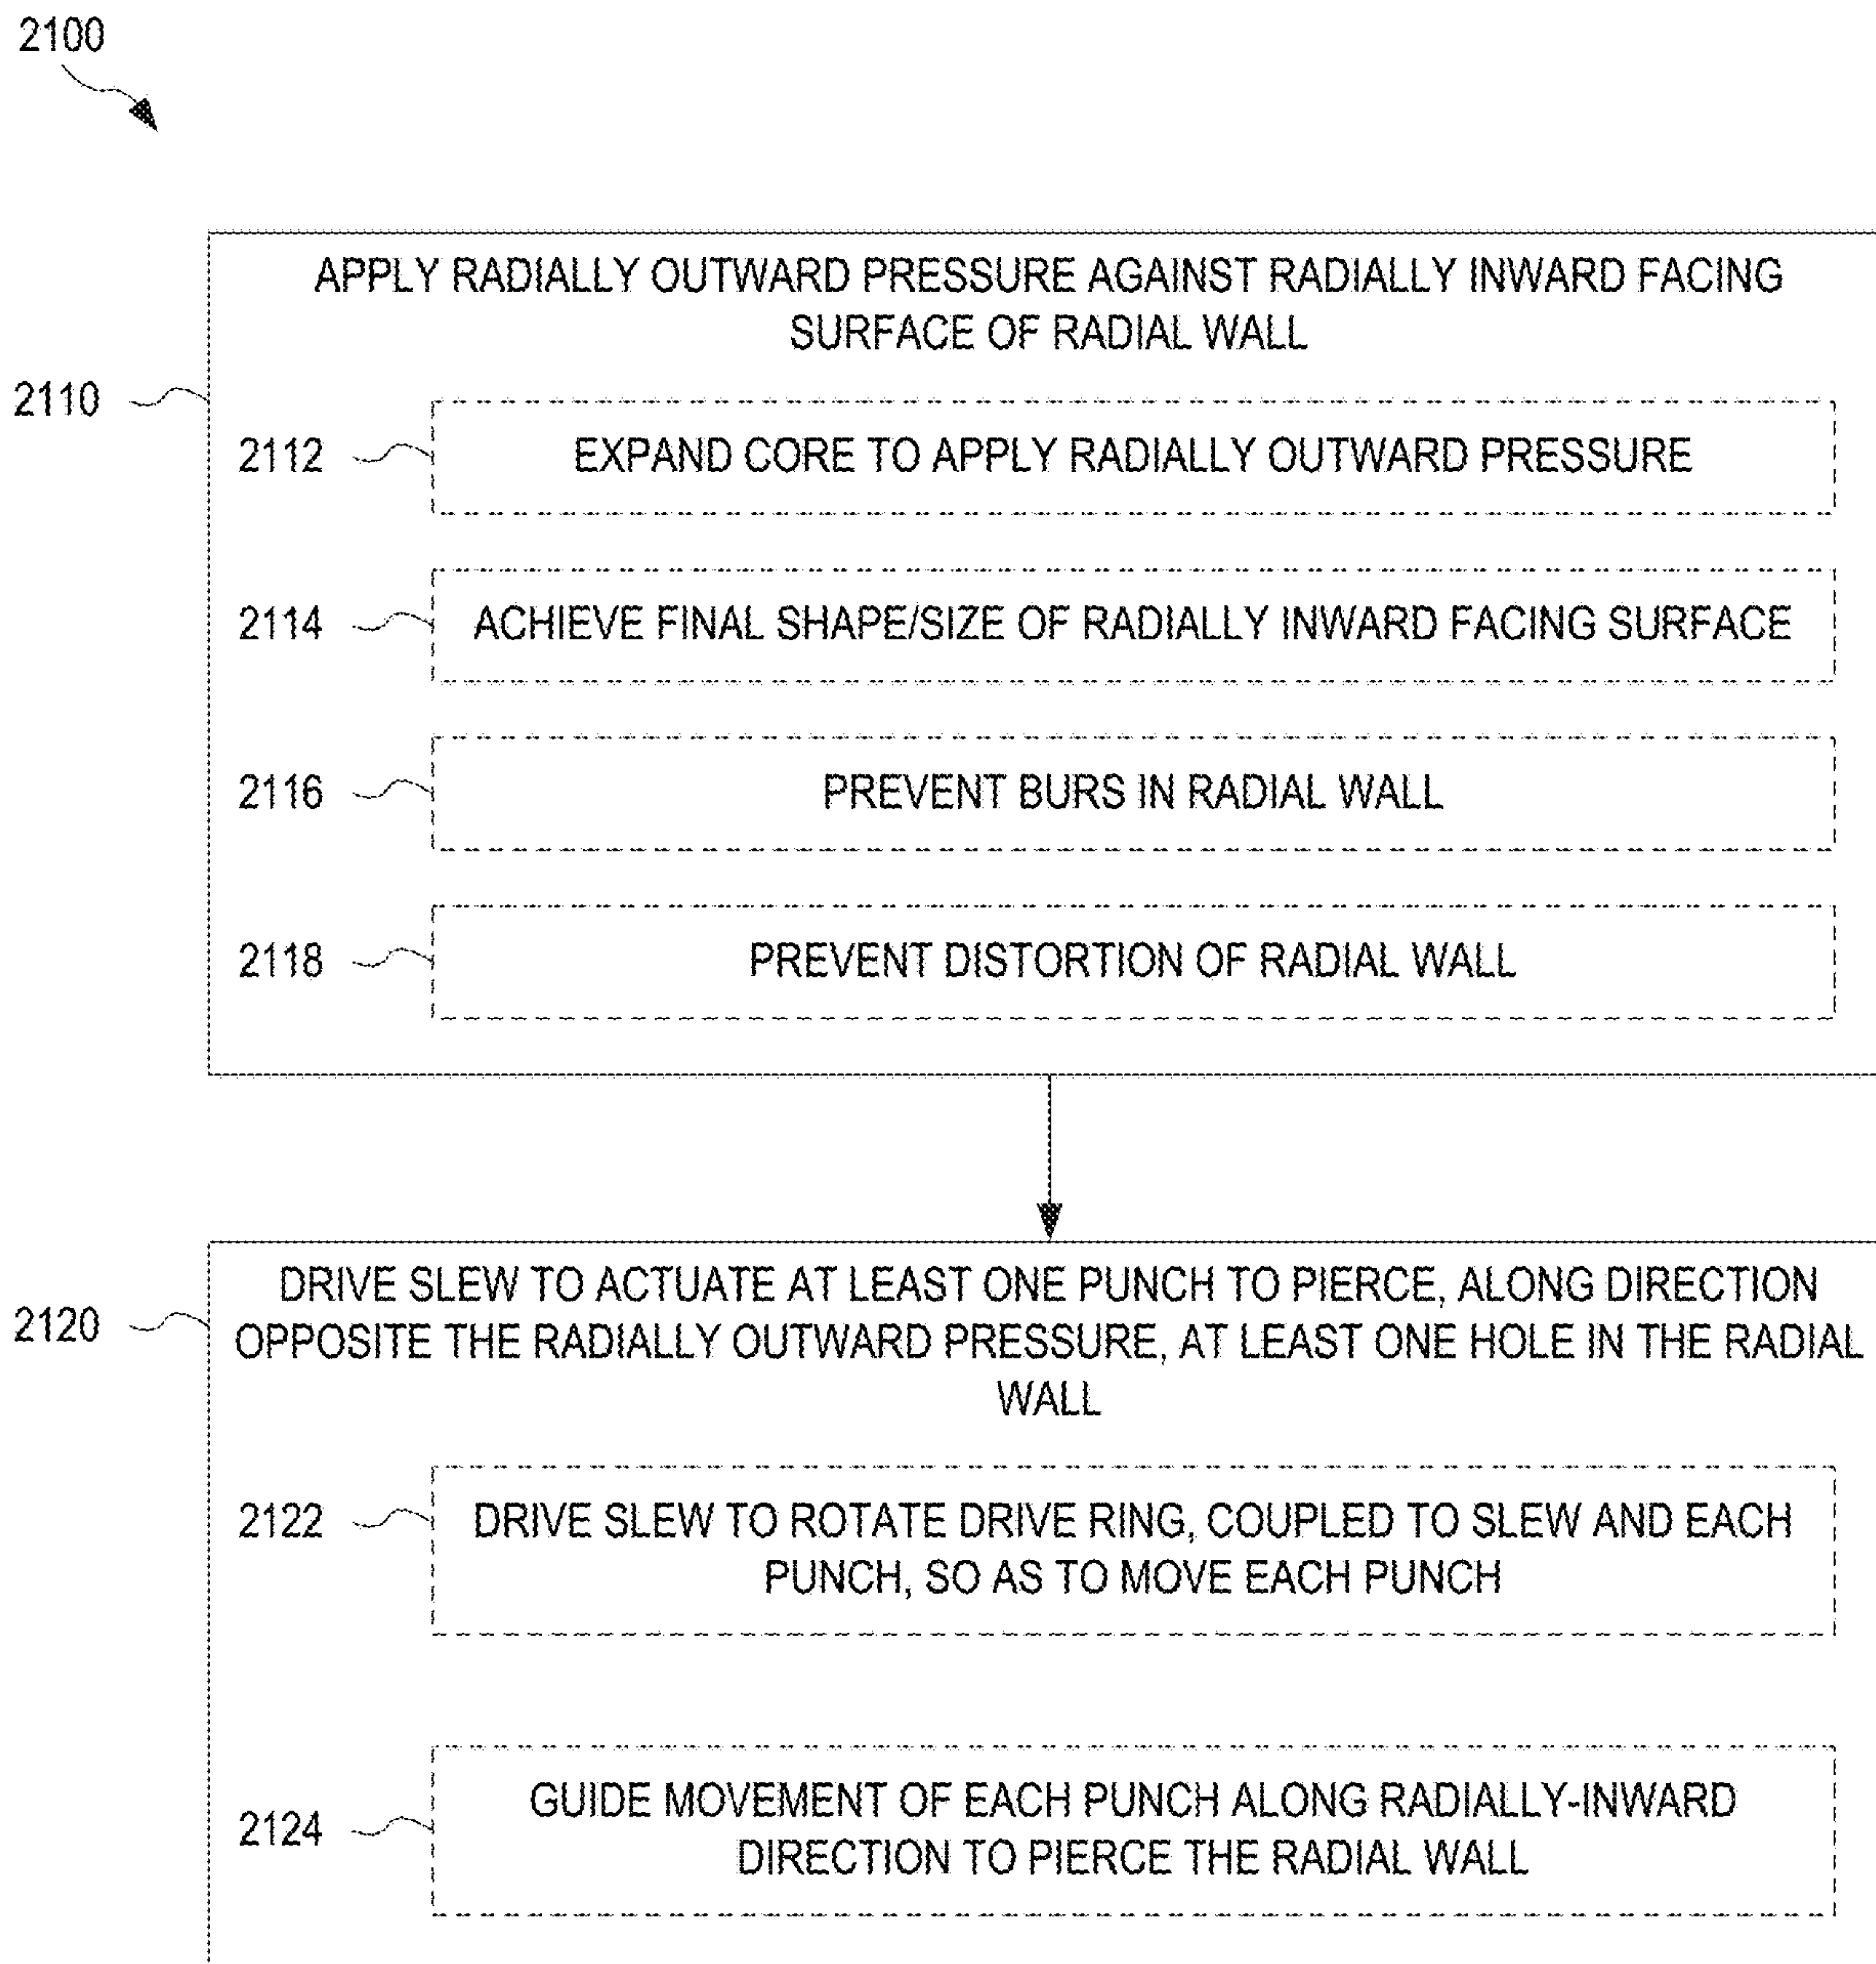 2100
APPLY RADIALLY OUTWARD PRESSURE AGAINST RADIALLY INWARD FACING
SURFACE OF RADIAL WALL
2110
2112
EXPAND CORE TO APPLY RADIALLY OUTWARD PRESSURE
2114
ACHIEVE FINAL SHAPE/SIZE OF RADIALLY INWARD FACING SURFACE
2116
PREVENT BURS IN RADIAL WALL
2118
PREVENT DISTORTION OF RADIAL WALL
2120
DRIVE SLEW TO ACTUATE AT LEAST ONE PUNCH TO PIERCE, ALONG DIRECTION
OPPOSITE THE RADIALLY OUTWARD PRESSURE, AT LEAST ONE HOLE IN THE RADIAL
WALL
2122
DRIVE SLEW TO ROTATE DRIVE RING, COUPLED TO SLEW AND EACH
PUNCH, SO AS TO MOVE EACH PUNCH
2124
GUIDE MOVEMENT OF EACH PUNCH ALONG RADIALLY-INWARD
DIRECTION TO PIERCE THE RADIAL WALL